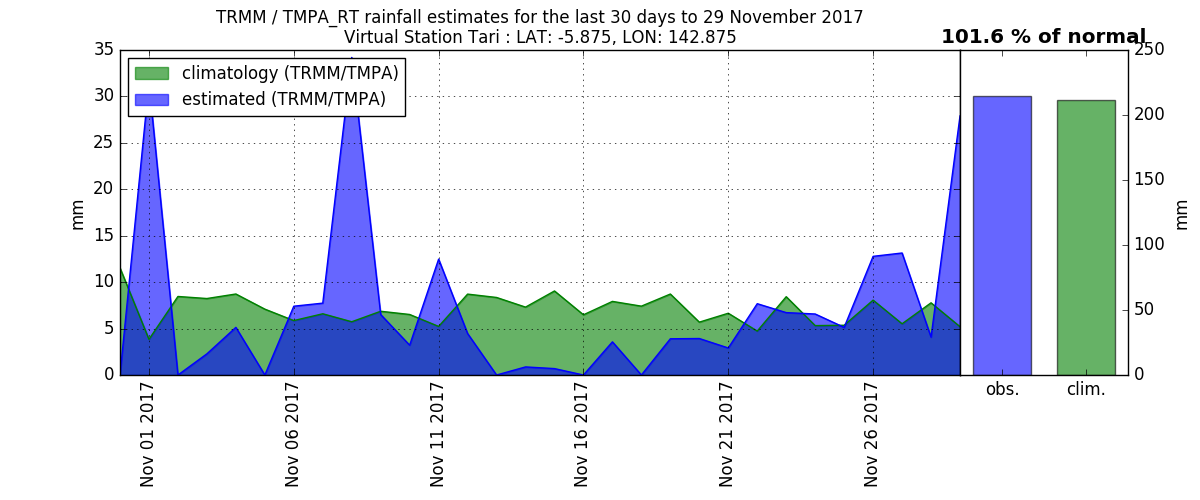 TRMM / TMPA_RT rainfall estimates for the last 30 days to 29 November 2017
Virtual Station Tari : LAT: -5.875, LON: 142.875
101.6 % of normal
climatology (TRMM/TMPA)
estimated (TRMM/TMPA)
35
30
25
20
15
10
5
0
mm
Nov 01 2017
Nov 06 2017
Nov 11 2017
Nov 16 2017
Nov 21 2017
Nov 26 2017
obs.
clim.
250
200
150
100
50
0
mm